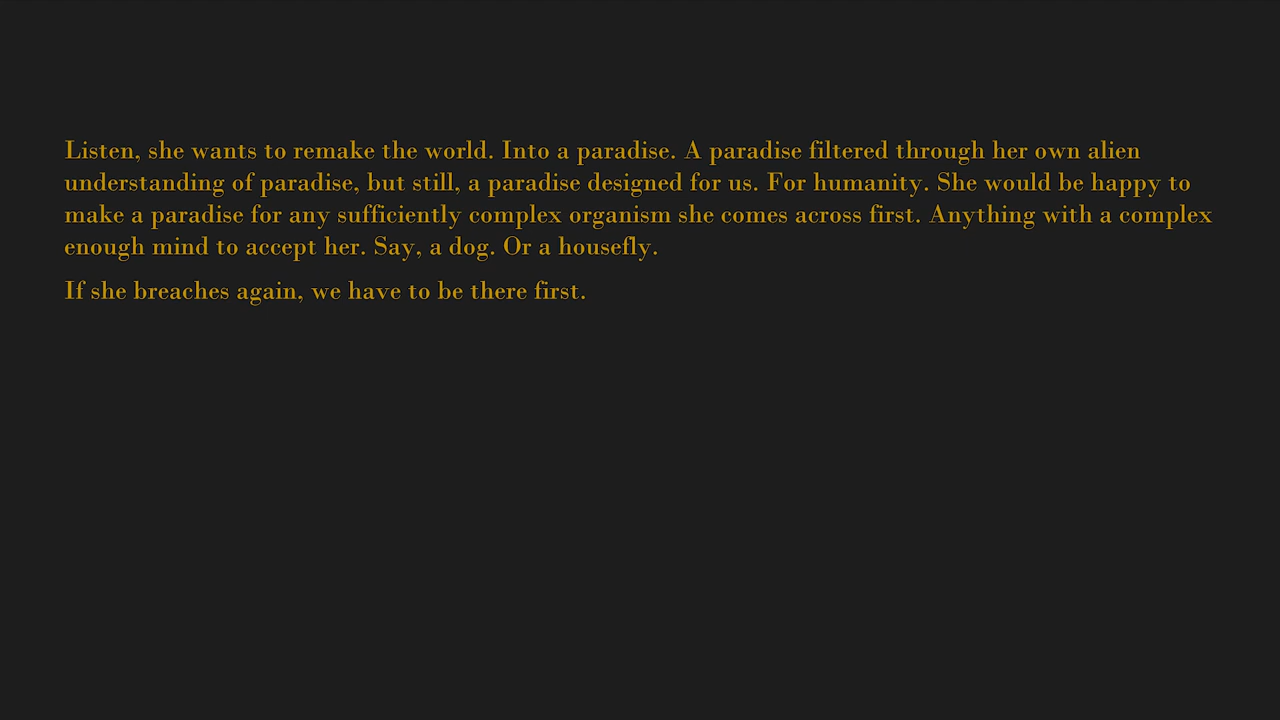 Listen, she wants to remake the world. Into a paradise. A paradise filtered through her own alien
understanding of paradise, but still, a paradise designed for us. For humanity. She would be happy to
make a paradise for any sufficiently complex organism she comes across first. Anything with a complex
enough mind to accept her. Say, a dog. Or a housefly.
If she breaches again, we have to be there first.